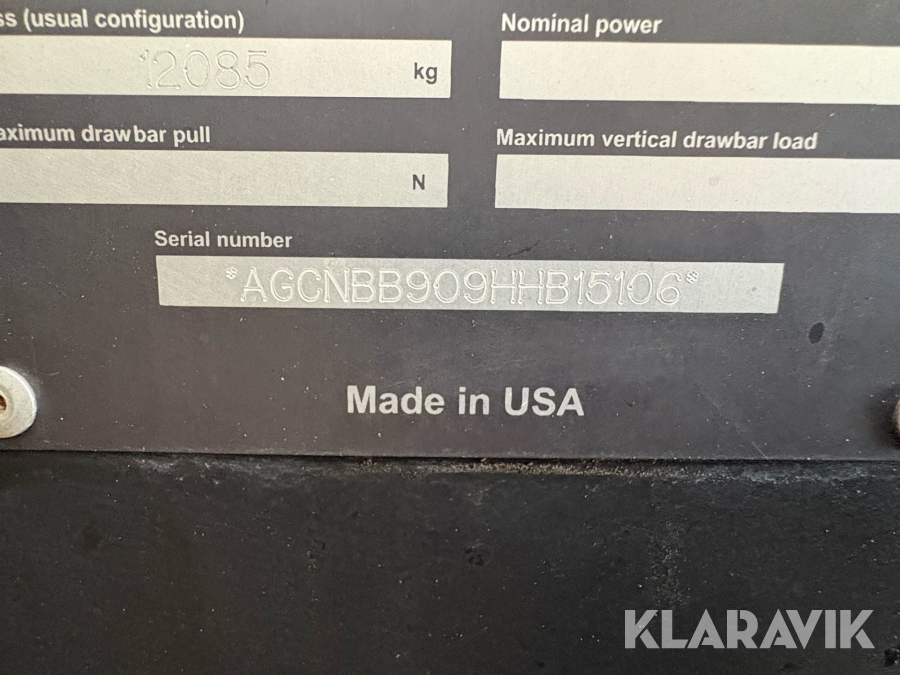 ss (usual configuration)
Nominal power
*12085 kg
aximum drawbar pull
Maximum vertical drawbar load
N
Serial number
*AGCNBB909HHB15106*
Made in USA
KLARAVIK